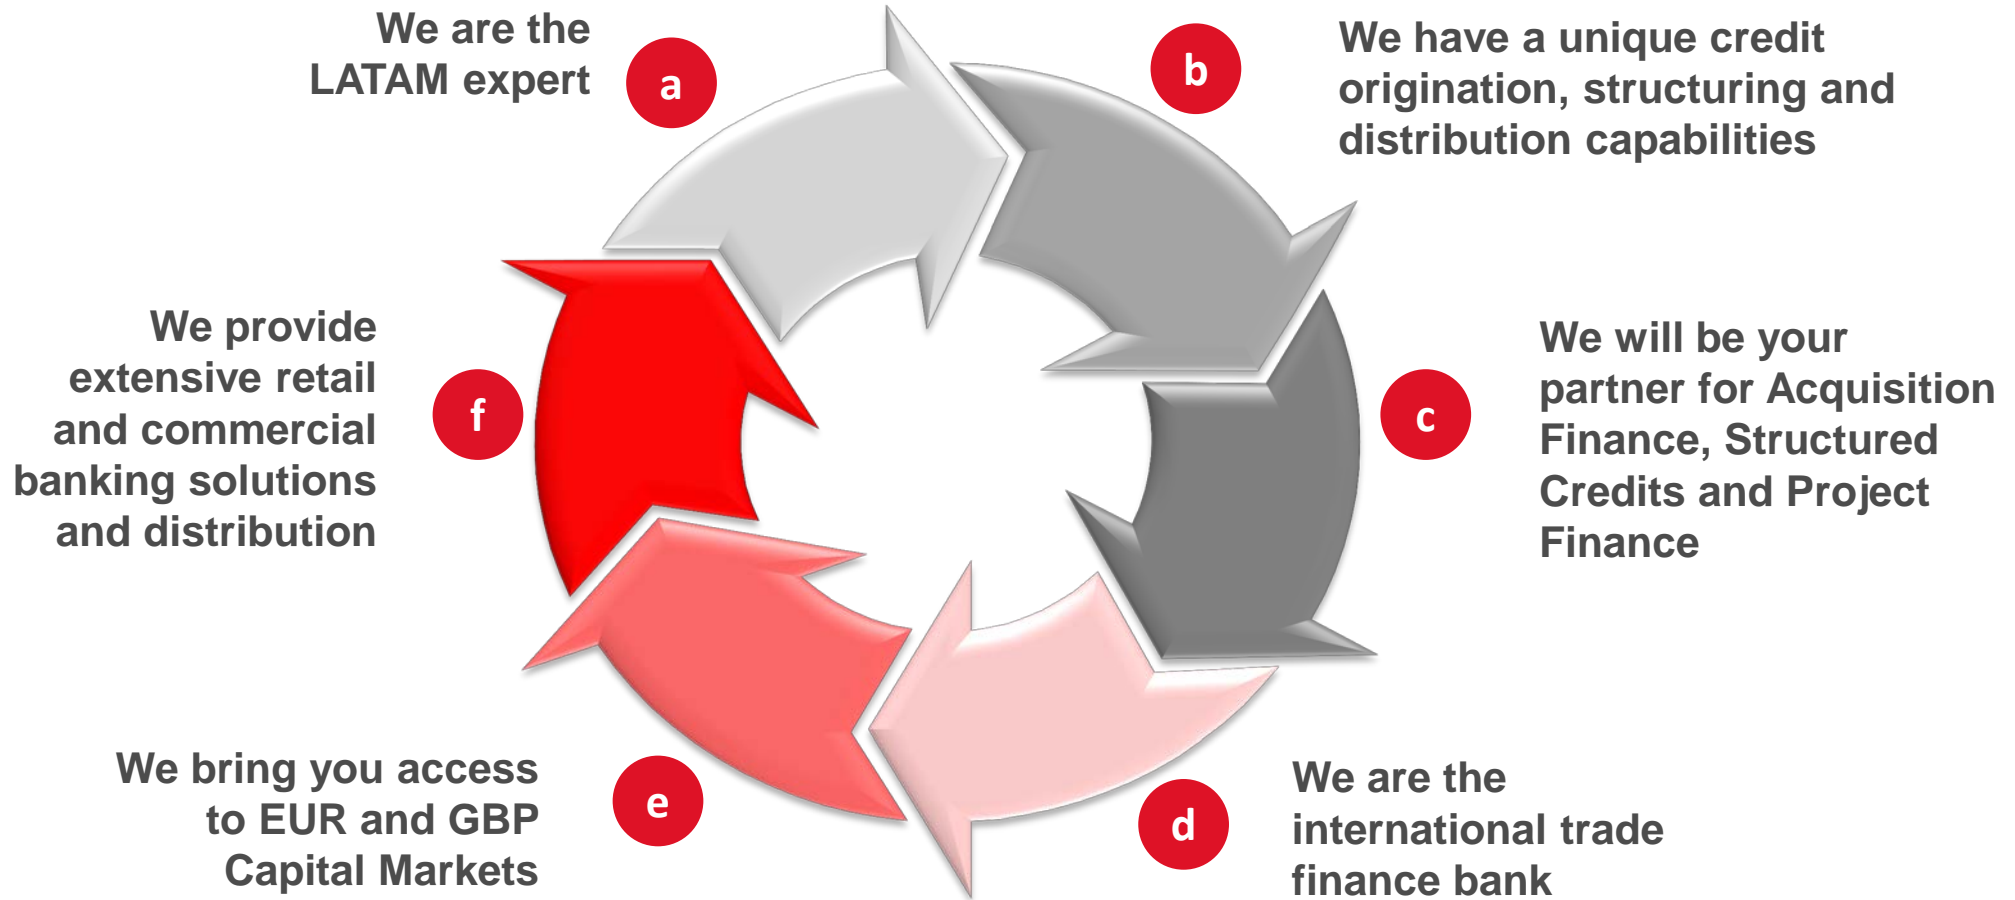 We are the
LATAM expert
a
b
We have a unique credit
origination, structuring and
distribution capabilities
c
We will be your
partner for Acquisition
Finance, Structured
Credits and Project
Finance
d
We are the
international trade
finance bank
e
We bring you access
to EUR and GBP
Capital Markets
f
We provide
extensive retail
and commercial
banking solutions
and distribution